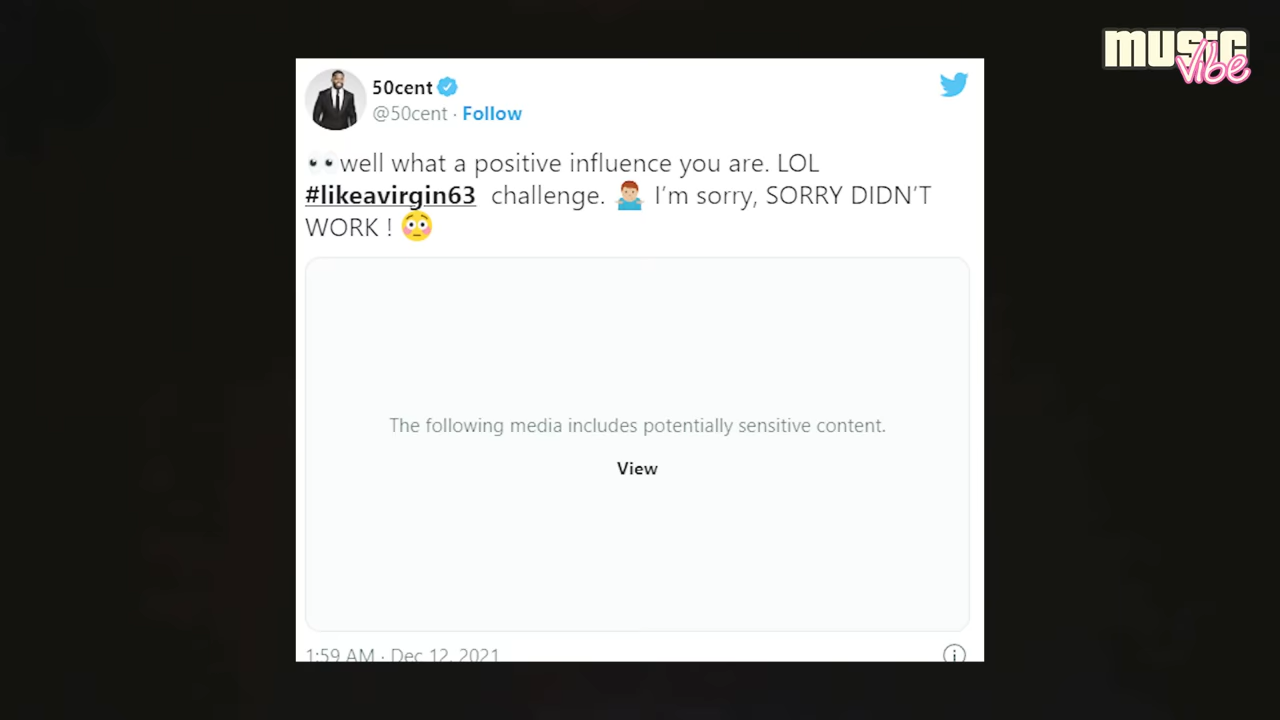 MUSIC
Vibe
50cent
@50cent · Follow
👀well what a positive influence you are. LOL
#likeavirgin63 challenge. 🤷🏼‍♂️ I’m sorry, SORRY DIDN’T
WORK ! 😳
The following media includes potentially sensitive content.
View
1:59 AM · Dec 12, 2021